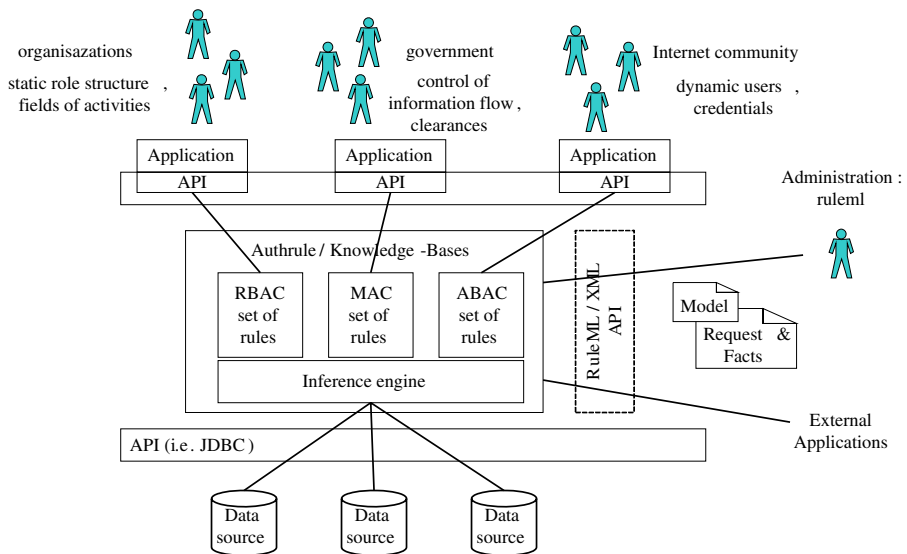 organisazations
static role structure ,
fields of activities
government
control of
information flow ,
clearances
Internet community
dynamic users ,
credentials
Application
API
Application
API
Application
API
Administration :
ruleml
Authrule / Knowledge -Bases
RBAC
set of
rules
MAC
set of
rules
ABAC
set of
rules
Inference engine
RuleML / XML
API
Model
Request &
Facts
External
Applications
API (i.e. JDBC )
Data
source
Data
source
Data
source